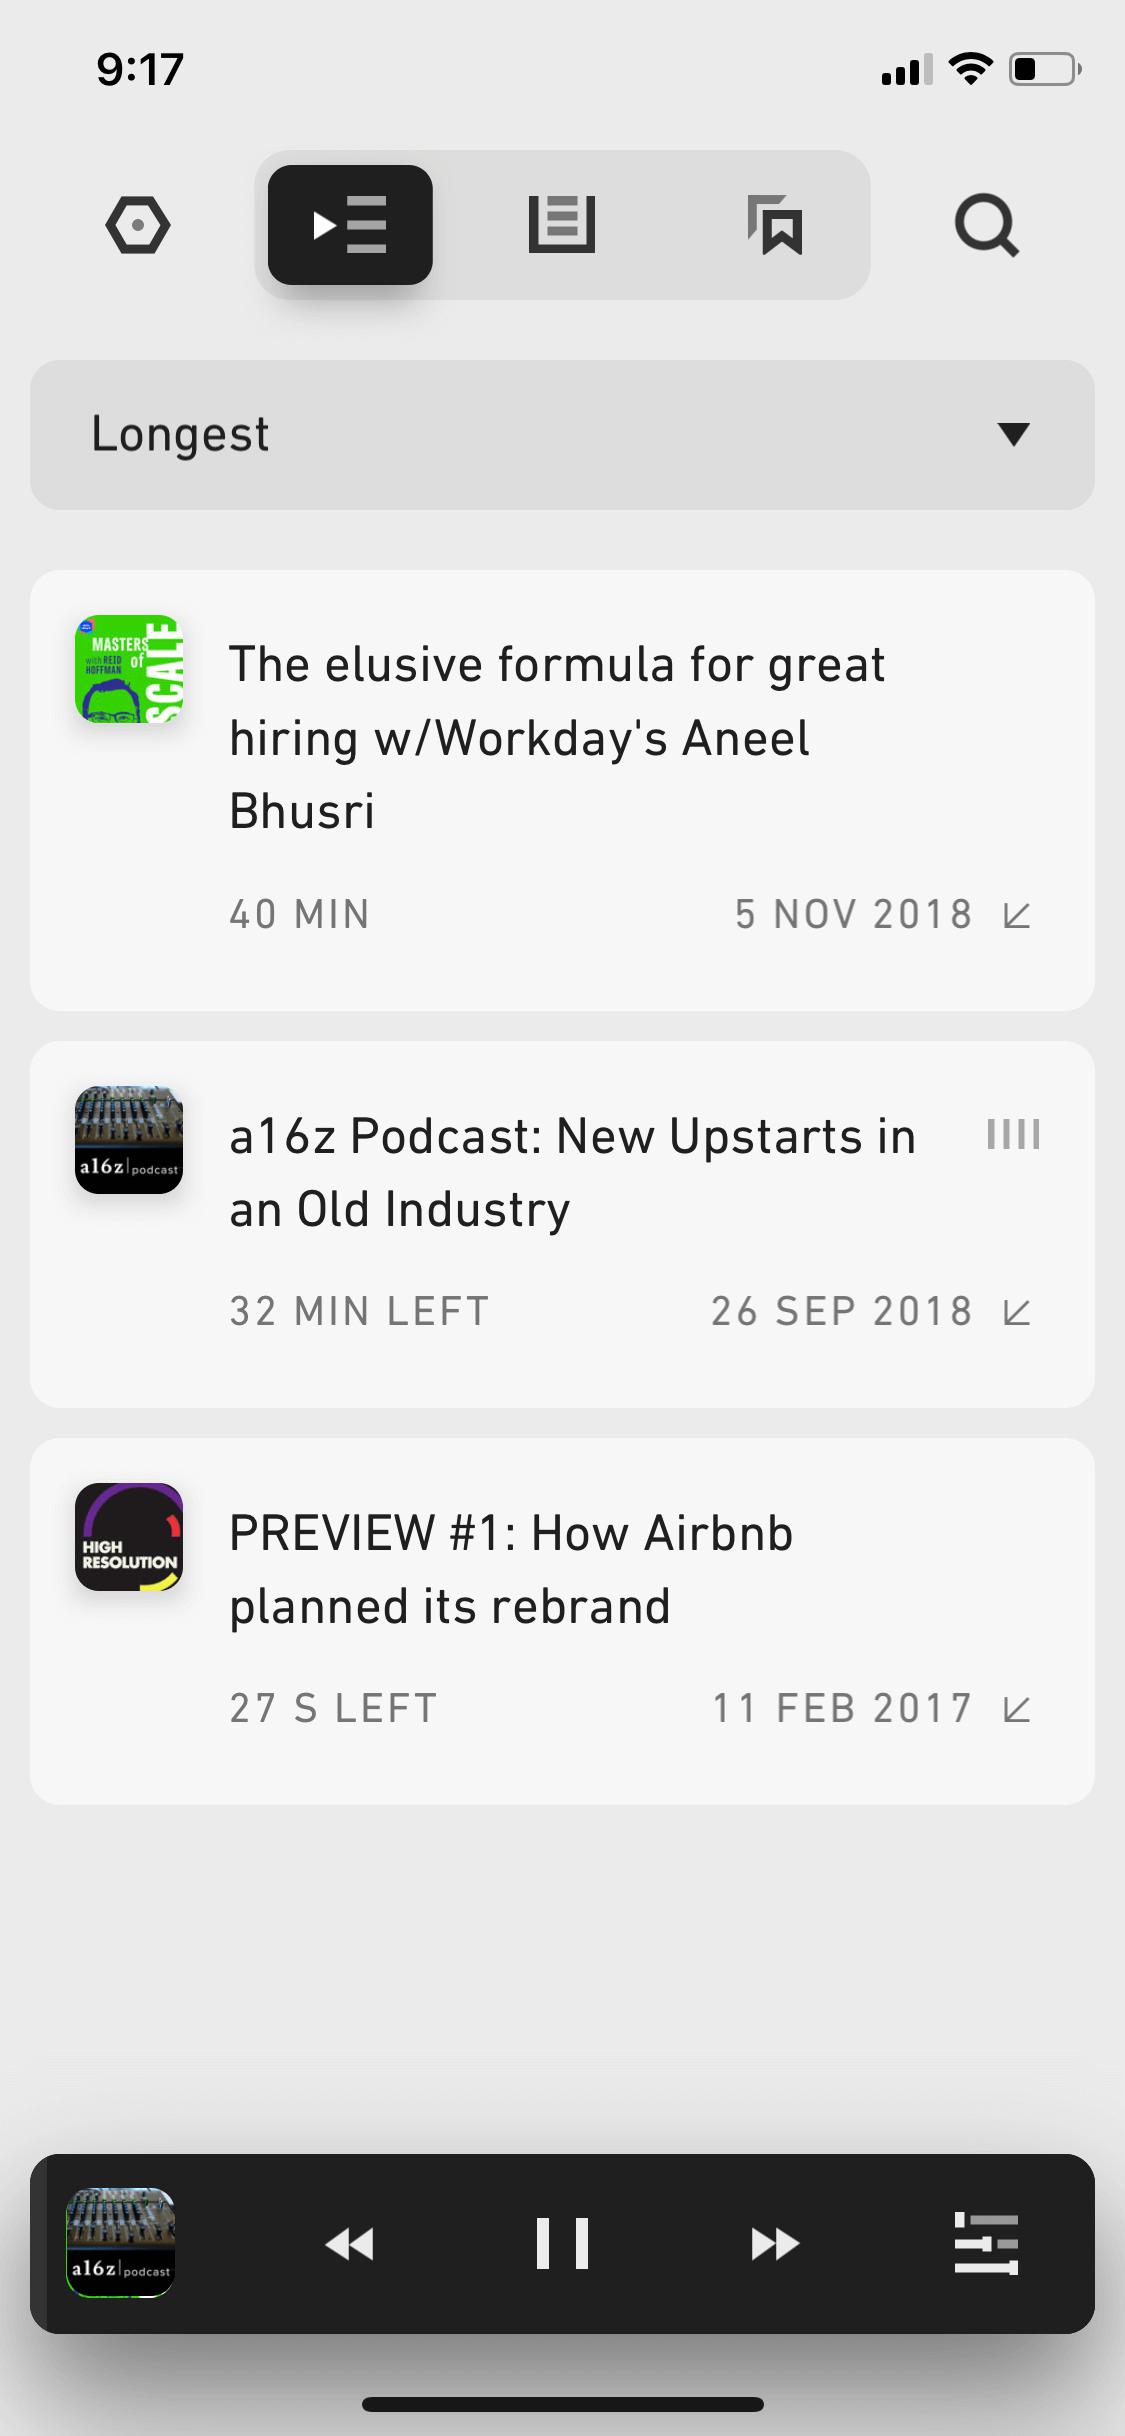 9:17
Longest
MASTERS
of
SCALE
with REID
HOFFMAN
The elusive formula for great
hiring w/Workday's Aneel
Bhusri
40 MIN
5 NOV 2018
a16z podcast
a16z Podcast: New Upstarts in
an Old Industry
32 MIN LEFT
26 SEP 2018
HIGH
RESOLUTION
PREVIEW #1: How Airbnb
planned its rebrand
27 S LEFT
11 FEB 2017
a16z podcast